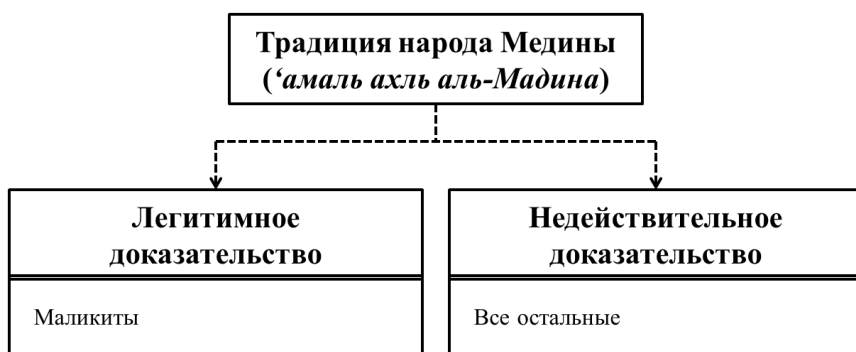 Традиция народа Медины
(‘амаль ахль аль-Мадина)
Легитимное
доказательство
Маликиты
Недействительное
доказательство
Все остальные